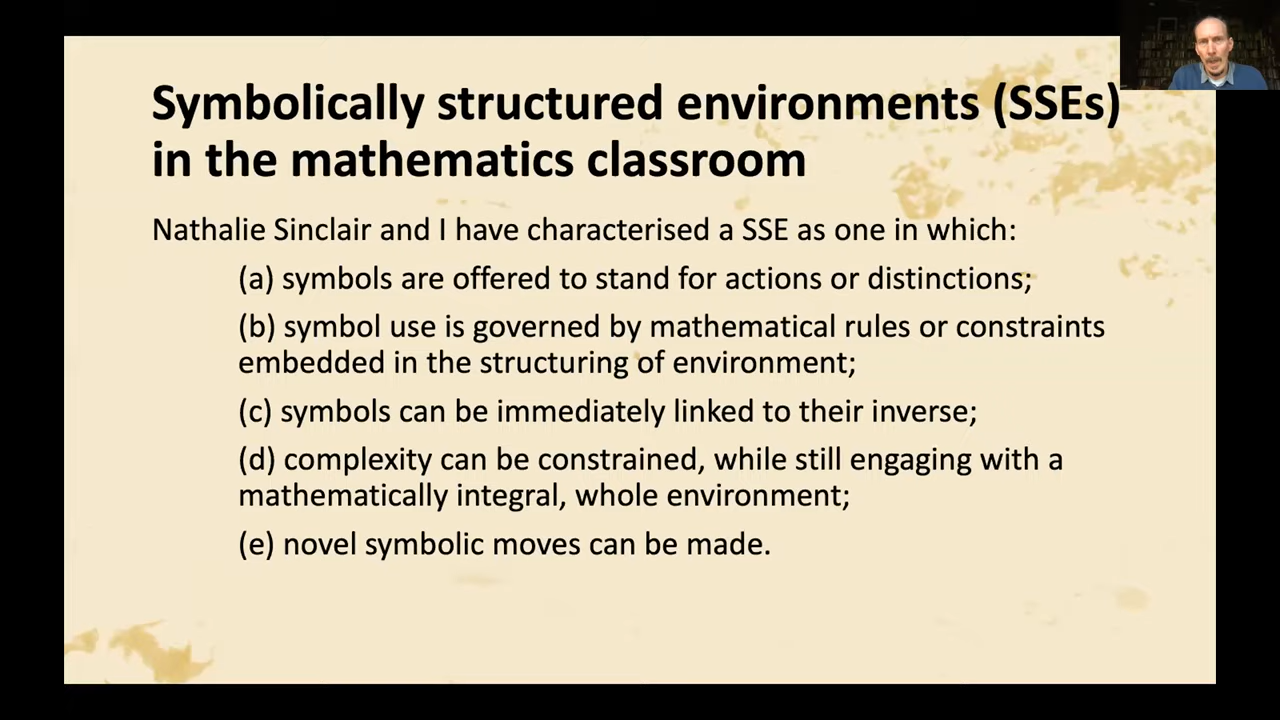 Symbolically structured environments (SSEs)
in the mathematics classroom
Nathalie Sinclair and I have characterised a SSE as one in which:
(a) symbols are offered to stand for actions or distinctions;
(b) symbol use is governed by mathematical rules or constraints
embedded in the structuring of environment;
(c) symbols can be immediately linked to their inverse;
(d) complexity can be constrained, while still engaging with a
mathematically integral, whole environment;
(e) novel symbolic moves can be made.